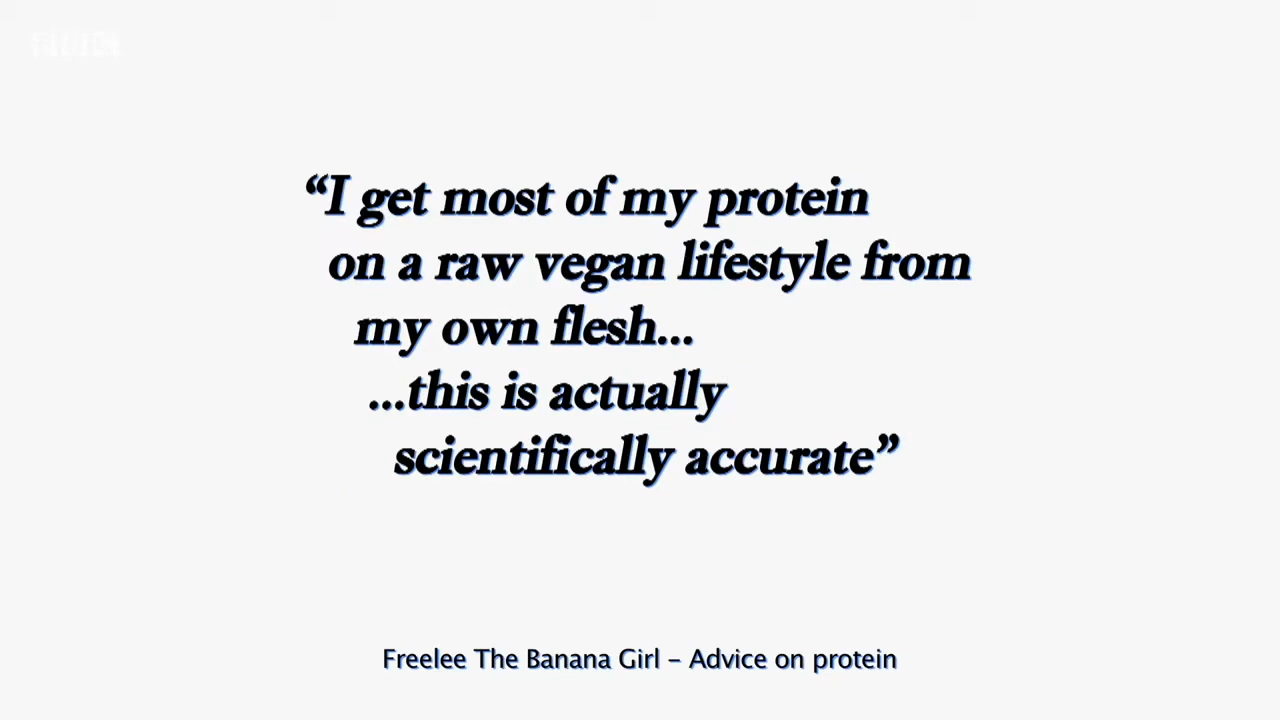 “I get most of my protein
on a raw vegan lifestyle from
my own flesh...
...this is actually
scientifically accurate”
Freelee The Banana Girl – Advice on protein